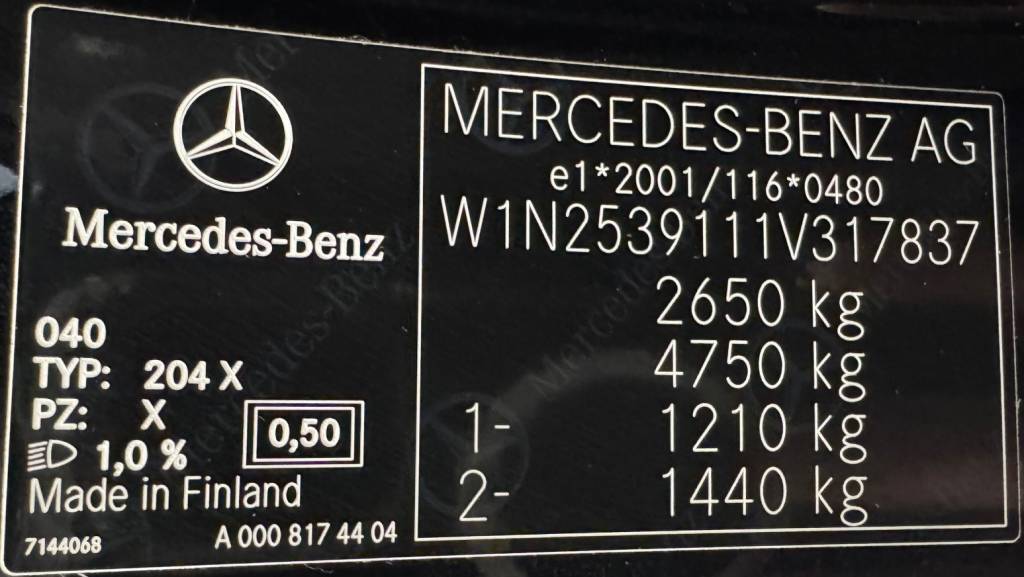 Mercedes-Benz
040
TYP: 204 X
PZ: X
1,0 %
0,50
Made in Finland
7144068
A 000 817 44 04
MERCEDES-BENZ AG
e1*2001/116*0480
W1N2539111V317837
2650 kg
4750 kg
1- 1210 kg
2- 1440 kg